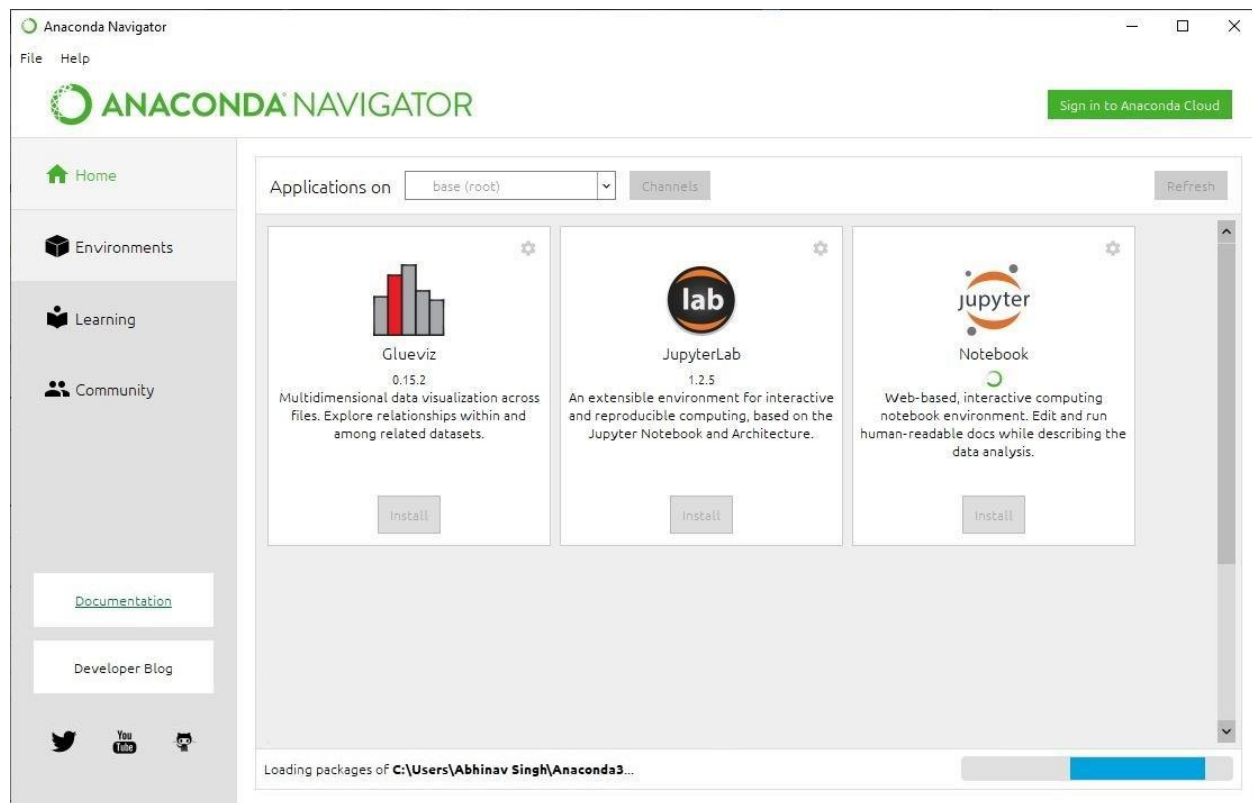 Anaconda Navigator
File Help
ANACONDA NAVIGATOR
Sign in to Anaconda Cloud
Home
Environments
Learning
Community
Documentation
Developer Blog
You
Tube
Applications on base (root) Channels Refresh
Glueviz
0.15.2
Multidimensional data visualization across
files. Explore relationships within and
among related datasets.
Install
lab
JupyterLab
1.2.5
An extensible environment for interactive
and reproducible computing, based on the
Jupyter Notebook and Architecture.
Install
jupyter
Notebook
Web-based, interactive computing
notebook environment. Edit and run
human-readable docs while describing the
data analysis.
Install
Loading packages of C:\Users\Abhinav Singh\Anaconda3...